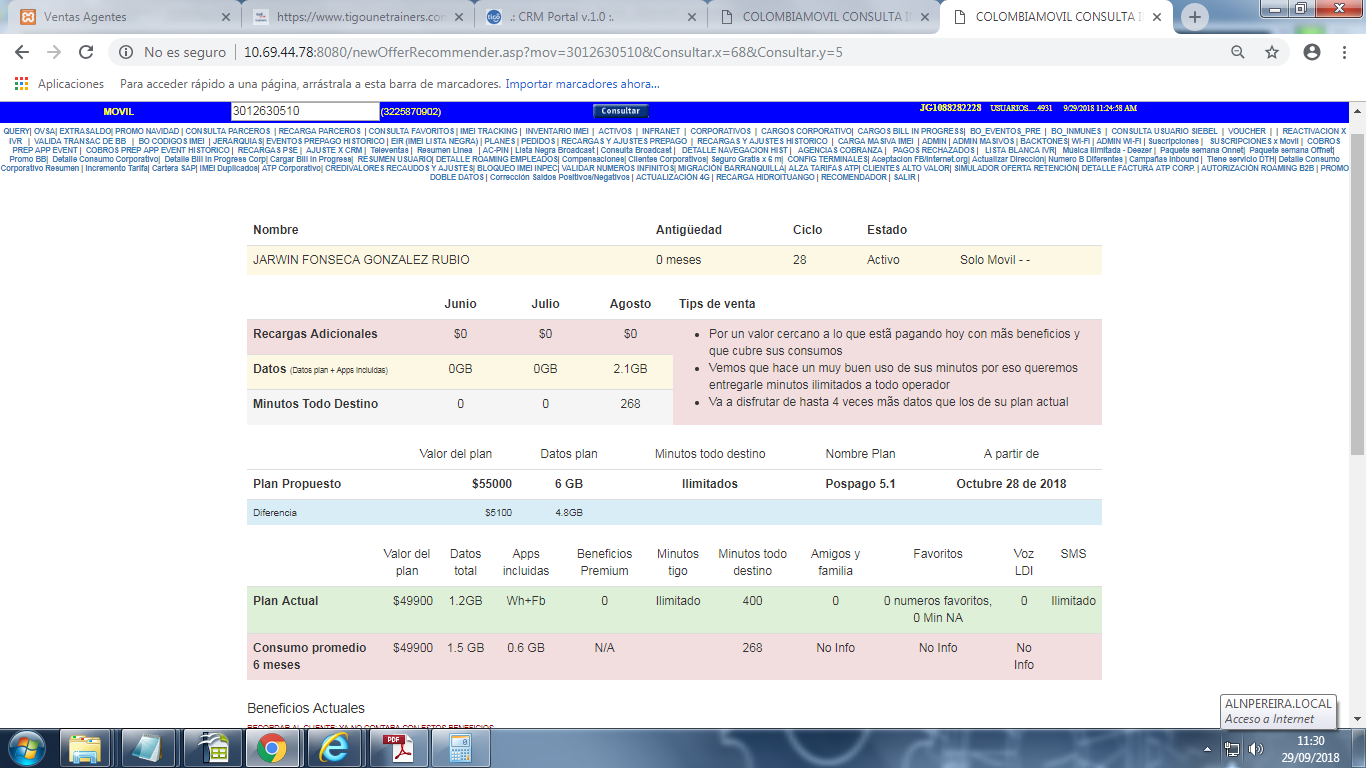 Ventas Agentes
https://www.tigounetrainers.con
.: CRM Portal v.1.0 :.
COLOMBIAMOVIL CONSULTA I
COLOMBIAMOVIL CONSULTA I
No es seguro | 10.69.44.78:8080/newOfferRecommender.asp?mov=3012630510&Consultar.x=68&Consultar.y=5
Aplicaciones Para acceder rápido a una página, arrástrala a esta barra de marcadores. Importar marcadores ahora...
MOVIL 3012630510 (3225870902) Consultar JG1088282228 USUARIOS....4931 9/29/2018 11:24:58 AM
QUERY| OVSA| EXTRASALDO| PROMO NAVIDAD | CONSULTA PARCEROS | RECARGA PARCEROS | CONSULTA FAVORITOS | IMEI TRACKING | INVENTARIO IMEI | ACTIVOS | INFRANET | CORPORATIVOS | CARGOS CORPORATIVO| CARGOS BILL IN PROGRESS| BO_EVENTOS_PRE | BO_INMUNES | CONSULTA USUARIO SIEBEL | VOUCHER | | REACTIVACION X
IVR | VALIDA TRANSAC DE BB | BO CODIGOS IMEI | JERARQUIAS| EVENTOS PREPAGO HISTORICO | EIR (IMEI LISTA NEGRA) | PLANES | PEDIDOS | RECARGAS Y AJUSTES PREPAGO | RECARGAS Y AJUSTES HISTORICO | CARGA MASIVA IMEI | ADMIN | ADMIN MASIVOS | BACKTONES| WI-FI | ADMIN WI-FI | Suscripciones | SUSCRIPCIONES x Movil | COBROS
PREP APP EVENT | COBROS PREP APP EVENT HISTORICO | RECARGAS PSE | AJUSTE X CRM | Televentas | Resumen Linea | AC-PIN | Lista Negra Broadcast | Consulta Broadcast | DETALLE NAVEGACION HIST | AGENCIAS COBRANZA | PAGOS RECHAZADOS | LISTA BLANCA IVR| Música Ilimitada - Deezer | Paquete semana Onnet| Paquete semana Offnet|
Promo BB| Detalle Consumo Corporativo| Detalle Bill In Progress Corp| Cargar Bill In Progress| RESUMEN USUARIO| DETALLE ROAMING EMPLEADOS| Compensaciones| Clientes Corporativos| Seguro Gratis x 6 m| CONFIG TERMINALES| Aceptacion FB/Internet.org| Actualizar Dirección| Numero B Diferentes | Campañas Inbound | Tiene servicio DTH| Detalle Consumo
Corporativo Resumen | Incremento Tarifa| Cartera SAP| IMEI Duplicados| ATP Corporativo| CREDIVALORES RECAUDOS Y AJUSTES| BLOQUEO IMEI INPEC| VALIDAR NUMEROS INFINITOS| MIGRACIÓN BARRANQUILLA| ALZA TARIFAS ATP| CLIENTES ALTO VALOR| SIMULADOR OFERTA RETENCIÓN| DETALLE FACTURA ATP CORP. | AUTORIZACIÓN ROAMING B2B | PROMO
DOBLE DATOS | Corrección Saldos Positivos/Negativos | ACTUALIZACIÓN 4G | RECARGA HIDROITUANGO | RECOMENDADOR | SALIR |
Nombre Antigüedad Ciclo Estado
JARWIN FONSECA GONZALEZ RUBIO 0 meses 28 Activo Solo Movil - -
Junio Julio Agosto Tips de venta
Recargas Adicionales $0 $0 $0
Datos (Datos plan + Apps Incluidas) 0GB 0GB 2.1GB
Minutos Todo Destino 0 0 268
• Por un valor cercano a lo que estã pagando hoy con mãs beneficios y
que cubre sus consumos
• Vemos que hace un muy buen uso de sus minutos por eso queremos
entregarle minutos ilimitados a todo operador
• Va a disfrutar de hasta 4 veces mãs datos que los de su plan actual
Valor del plan Datos plan Minutos todo destino Nombre Plan A partir de
Plan Propuesto $55000 6 GB Ilimitados Pospago 5.1 Octubre 28 de 2018
Diferencia $5100 4.8GB
Valor del Datos Apps Beneficios Minutos Minutos todo Amigos y Favoritos Voz SMS
plan total incluidas Premium tigo destino familia LDI
Plan Actual $49900 1.2GB Wh+Fb 0 Ilimitado 400 0 0 numeros favoritos, 0 Ilimitado
0 Min NA
Consumo promedio $49900 1.5 GB 0.6 GB N/A 268 No Info No Info No
6 meses Info
Beneficios Actuales
RECORDAR AL CLIENTE: YA NO CONTARA CON ESTOS BENEFICIOS
ALNPEREIRA.LOCAL
Acceso a Internet
PDF
11:30
29/09/2018